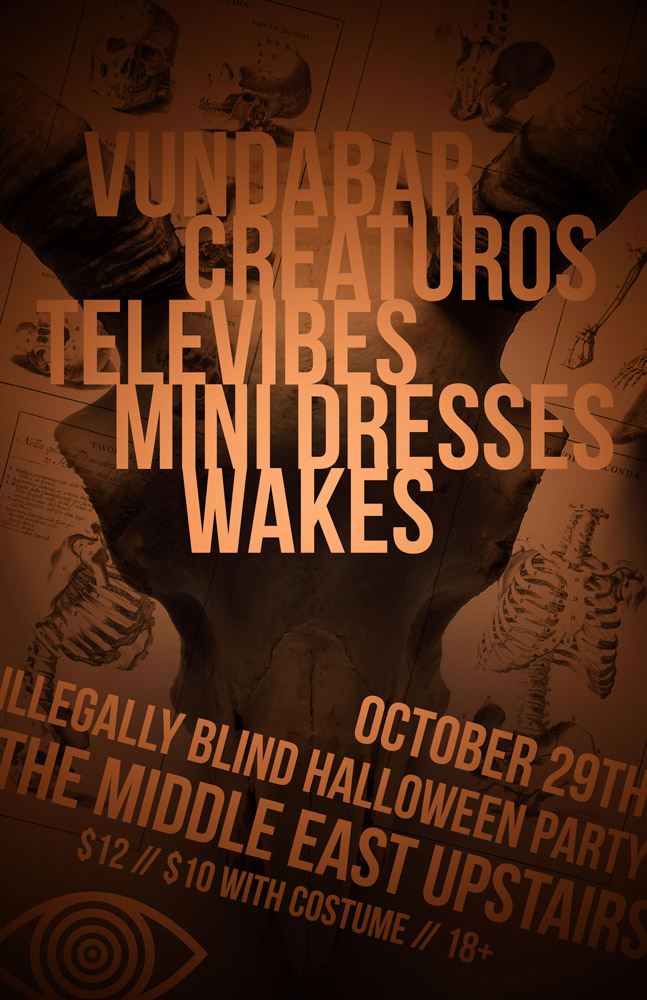 VUNDABAR
CREATUROS
TELEVIBES
MINI DRESSES
WAKES
OCTOBER 29TH
ILLEGALLY BLIND HALLOWEEN PARTY
THE MIDDLE EAST UPSTAIRS
$12 // $10 WITH COSTUME // 18+